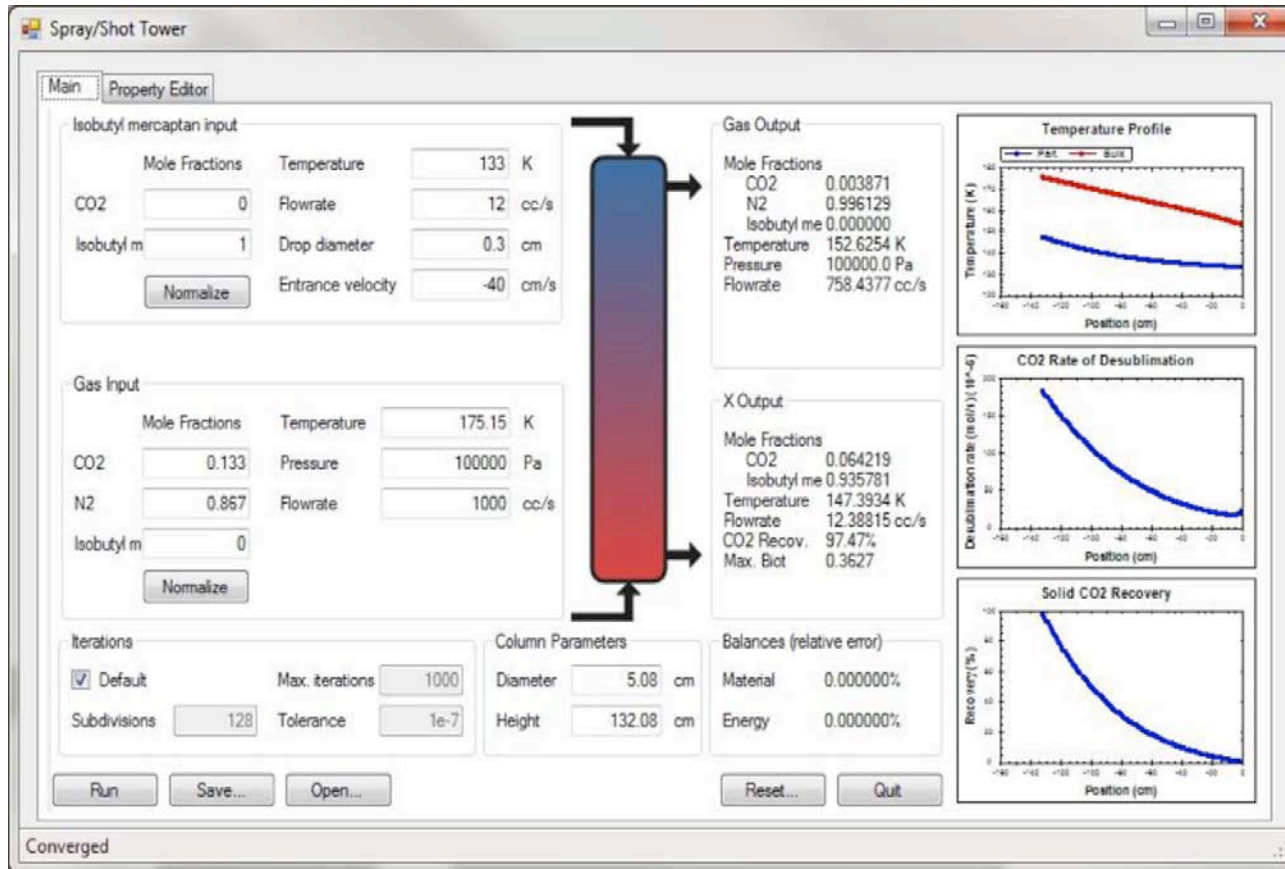 Spray/Shot Tower
Main Property Editor
Isobutyl mercaptan input
Mole Fractions Temperature 133 K
CO2 0 Flowrate 12 cc/s
Isobutyl m 1 Drop diameter 0.3 cm
Normalize Entrance velocity -40 cm/s
Gas Input
Mole Fractions Temperature 175.15 K
CO2 0.133 Pressure 100000 Pa
N2 0.867 Flowrate 1000 cc/s
Isobutyl m 0
Normalize
Iterations
Default Max. iterations 1000
Subdivisions 128 Tolerance 1e-7
Column Parameters
Diameter 5.08 cm
Height 132.08 cm
Gas Output
Mole Fractions
CO2 0.003871
N2 0.996129
Isobutyl me 0.000000
Temperature 152.6254 K
Pressure 100000.0 Pa
Flowrate 758.4377 cc/s
X Output
Mole Fractions
CO2 0.064219
Isobutyl me 0.935781
Temperature 147.3934 K
Flowrate 12.38815 cc/s
CO2 Recov. 97.47%
Max. Biot 0.3627
Balances (relative error)
Material 0.000000%
Energy 0.000000%
Temperature Profile
Part. Bulk
Temperature (K)
Position (cm)
CO2 Rate of Desublimation
Desublimation rate (mol/s) (10^-6)
Position (cm)
Solid CO2 Recovery
Recovery (%)
Position (cm)
Run Save... Open... Reset... Quit
Converged